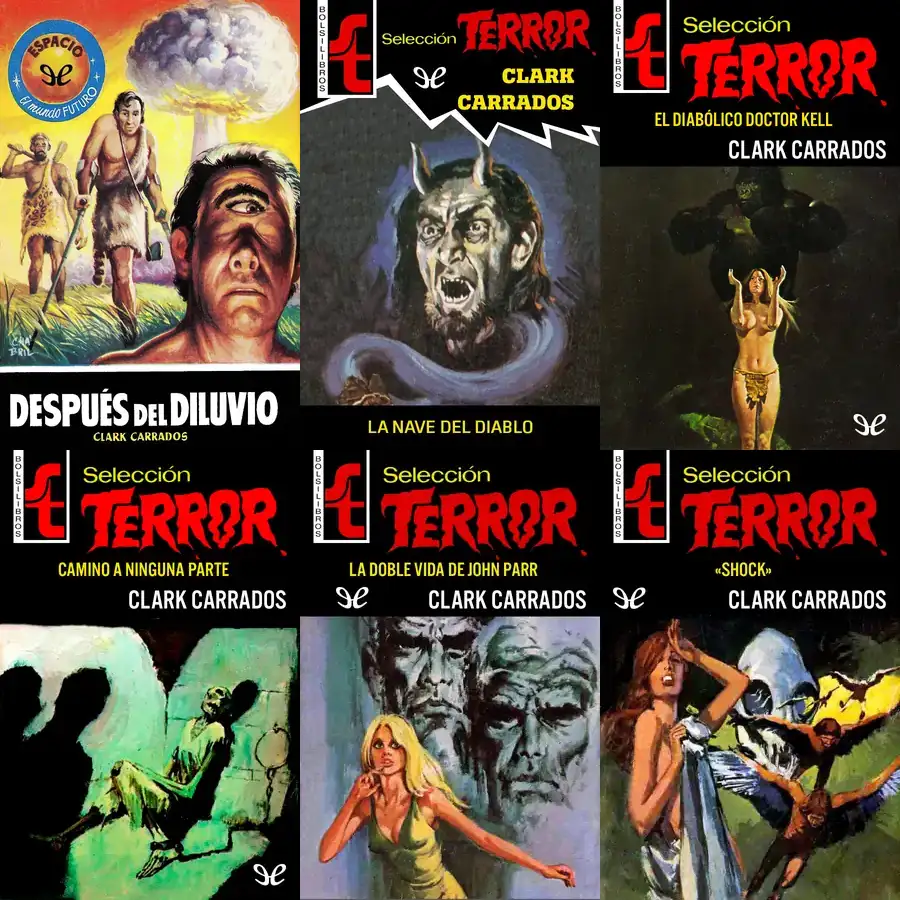 ESPACIO
El mundo FUTURO
CHA
BRIL
DESPUÉS DEL DILUVIO
CLARK CARRADOS
BOLSILIBROS
Selección TERROR
CLARK
CARRADOS
LA NAVE DEL DIABLO
BOLSILIBROS
Selección
TERROR
EL DIABÓLICO DOCTOR KELL
CLARK CARRADOS
BOLSILIBROS
Selección
TERROR
CAMINO A NINGUNA PARTE
CLARK CARRADOS
BOLSILIBROS
Selección
TERROR
LA DOBLE VIDA DE JOHN PARR
CLARK CARRADOS
BOLSILIBROS
Selección
TERROR
«SHOCK»
CLARK CARRADOS